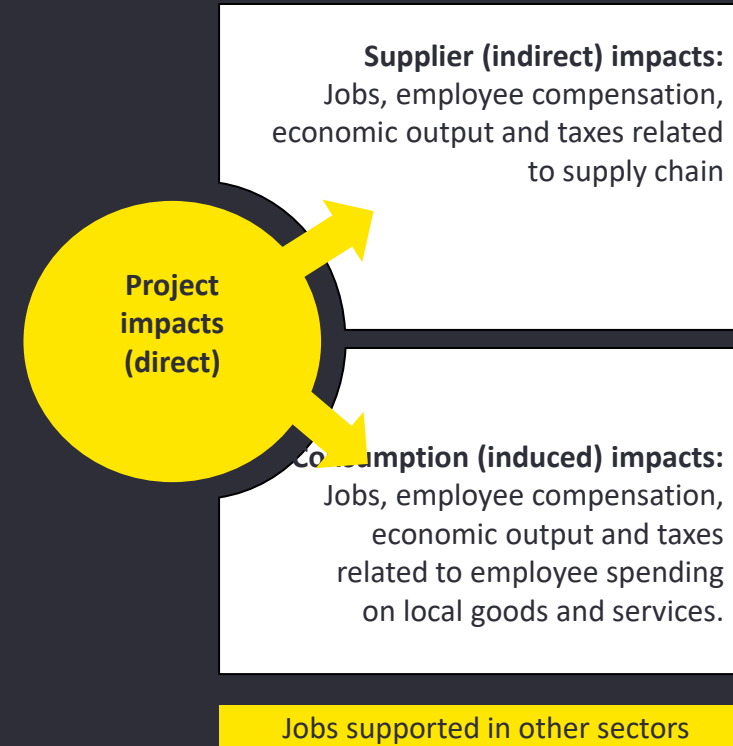 Supplier (indirect) impacts:
Jobs, employee compensation,
economic output and taxes related
to supply chain
Project
impacts
(direct)
Consumption (induced) impacts:
Jobs, employee compensation,
economic output and taxes
related to employee spending
on local goods and services.
Jobs supported in other sectors